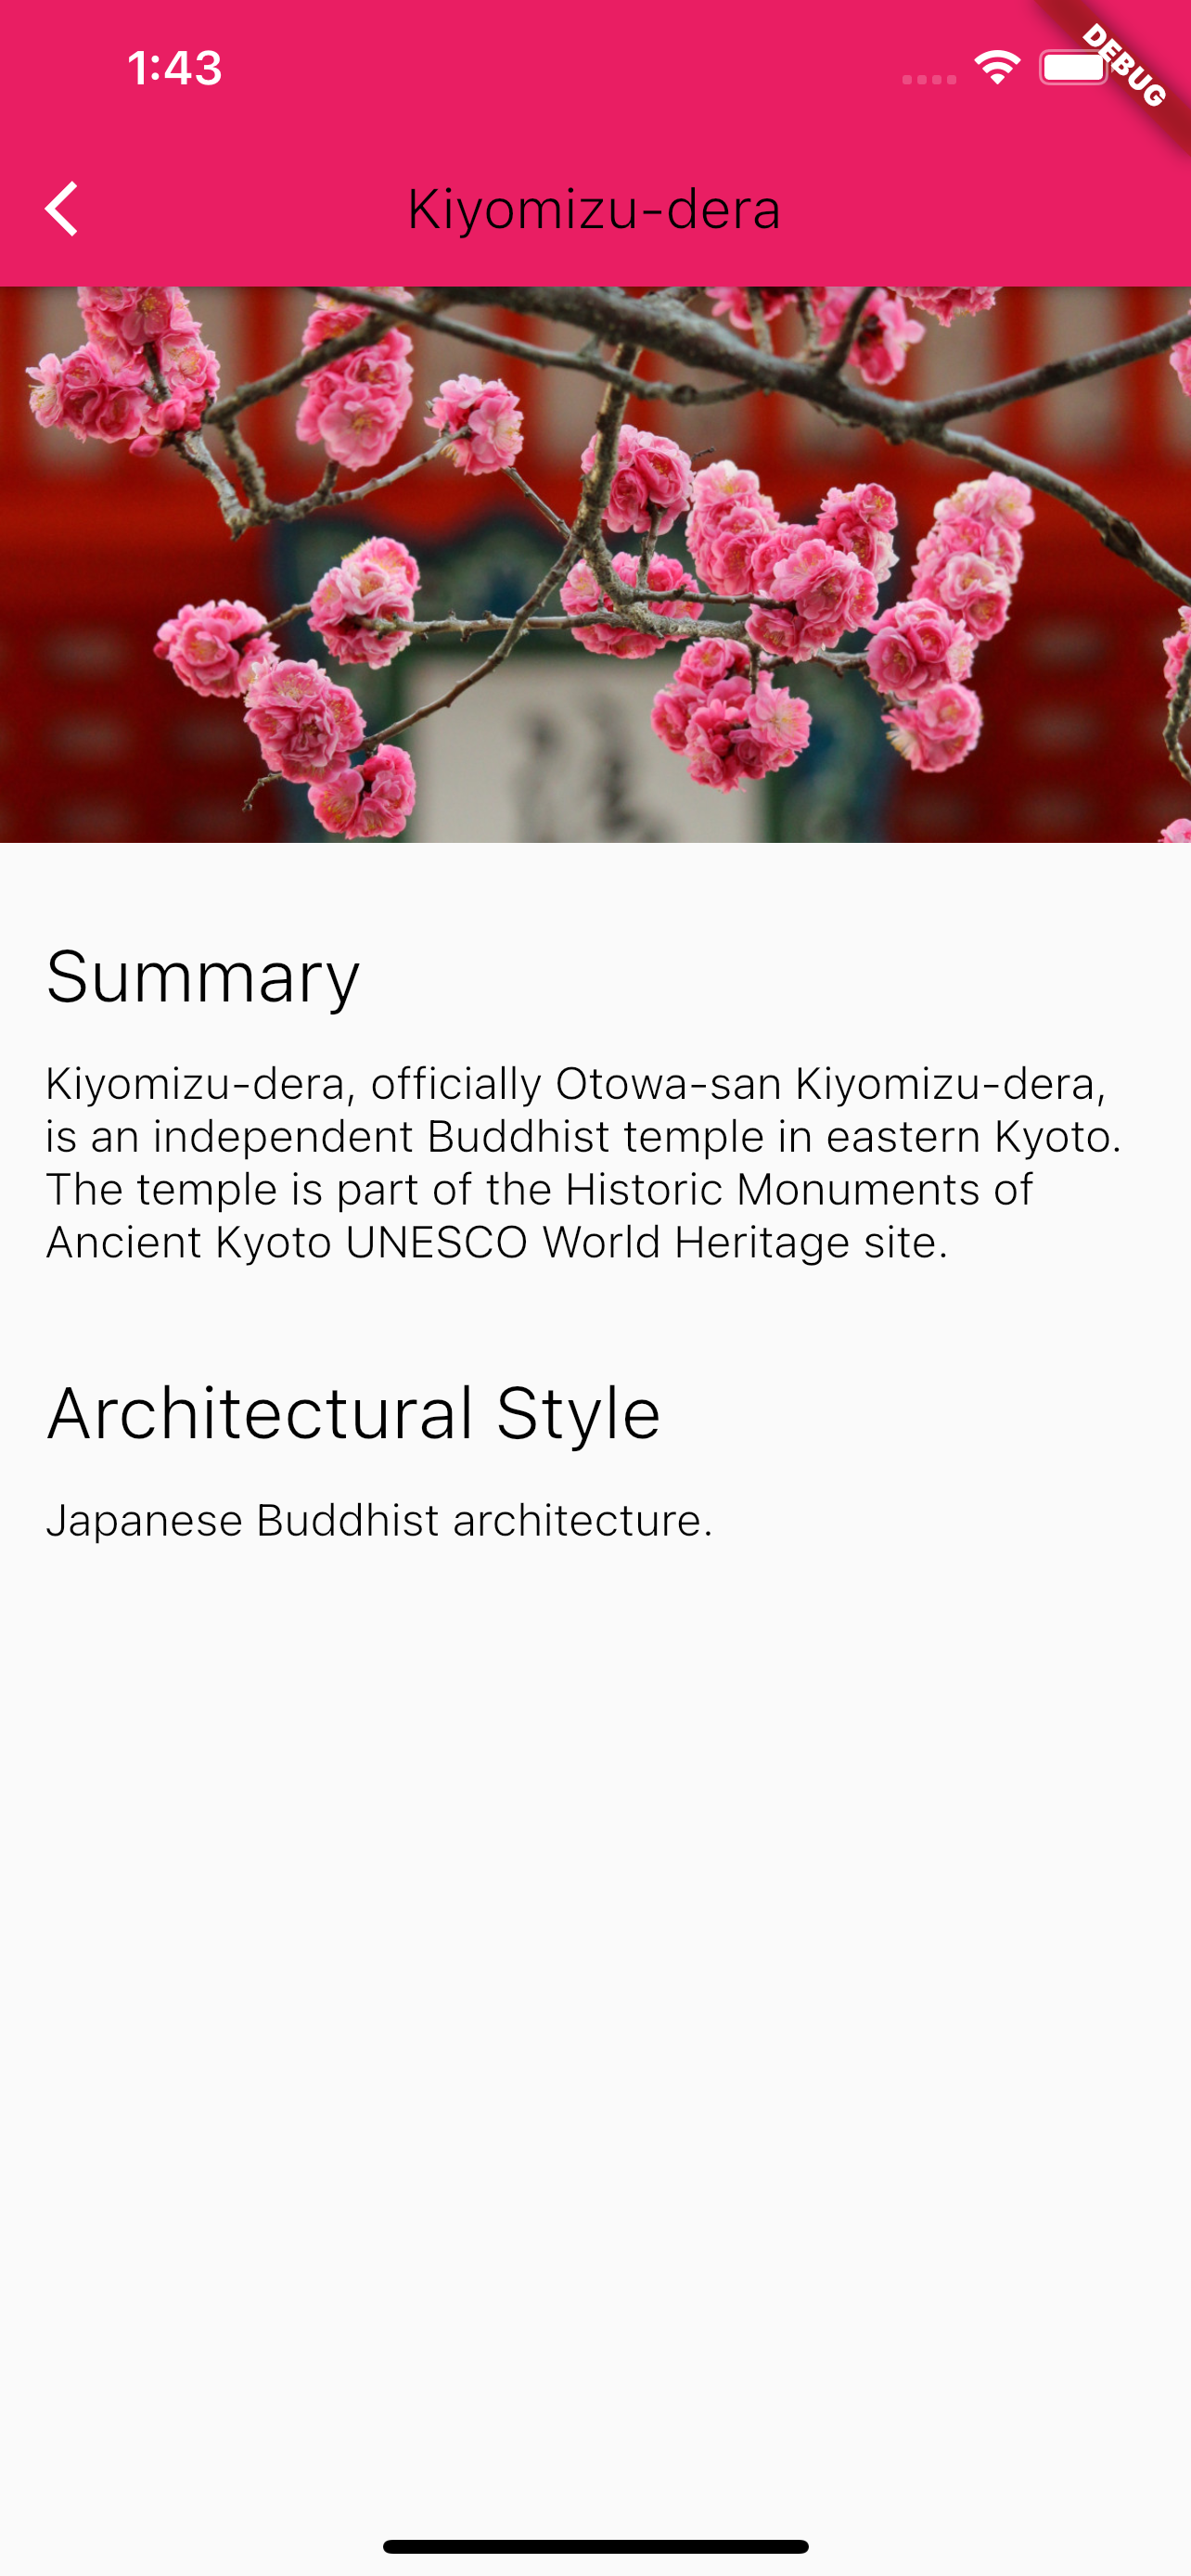 1:43
DEBUG
Kiyomizu-dera
Summary
Kiyomizu-dera, officially Otowa-san Kiyomizu-dera,
is an independent Buddhist temple in eastern Kyoto.
The temple is part of the Historic Monuments of
Ancient Kyoto UNESCO World Heritage site.
Architectural Style
Japanese Buddhist architecture.